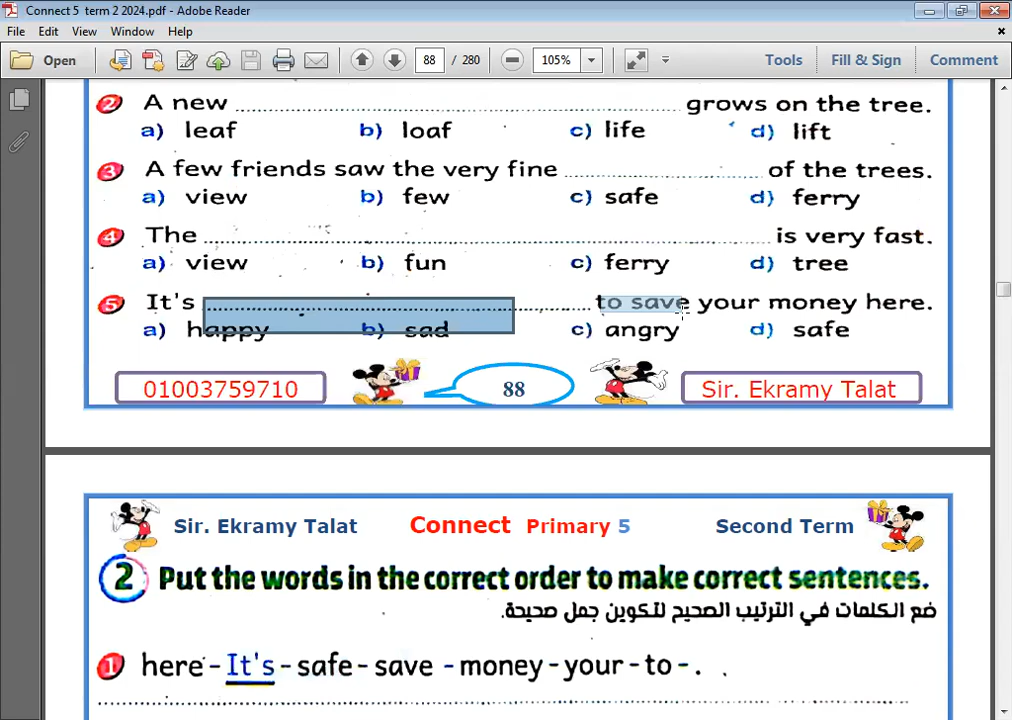 Connect 5 term 2 2024.pdf - Adobe Reader
File Edit View Window Help
Open 88 / 280 105% Tools Fill & Sign Comment
2 A new ........ grows on the tree.
a) leaf b) loaf c) life d) lift
3 A few friends saw the very fine ........ of the trees.
a) view b) few c) safe d) ferry
4 The ........ is very fast.
a) view b) fun c) ferry d) tree
5 It's ........ to save your money here.
a) happy b) sad c) angry d) safe
01003759710 88 Sir. Ekramy Talat
Sir. Ekramy Talat Connect Primary 5 Second Term
2 Put the words in the correct order to make correct sentences.
ضع الكلمات في الترتيب الصحيح لتكوين جمل صحيحة.
1 here - It's - safe - save - money - your - to - .